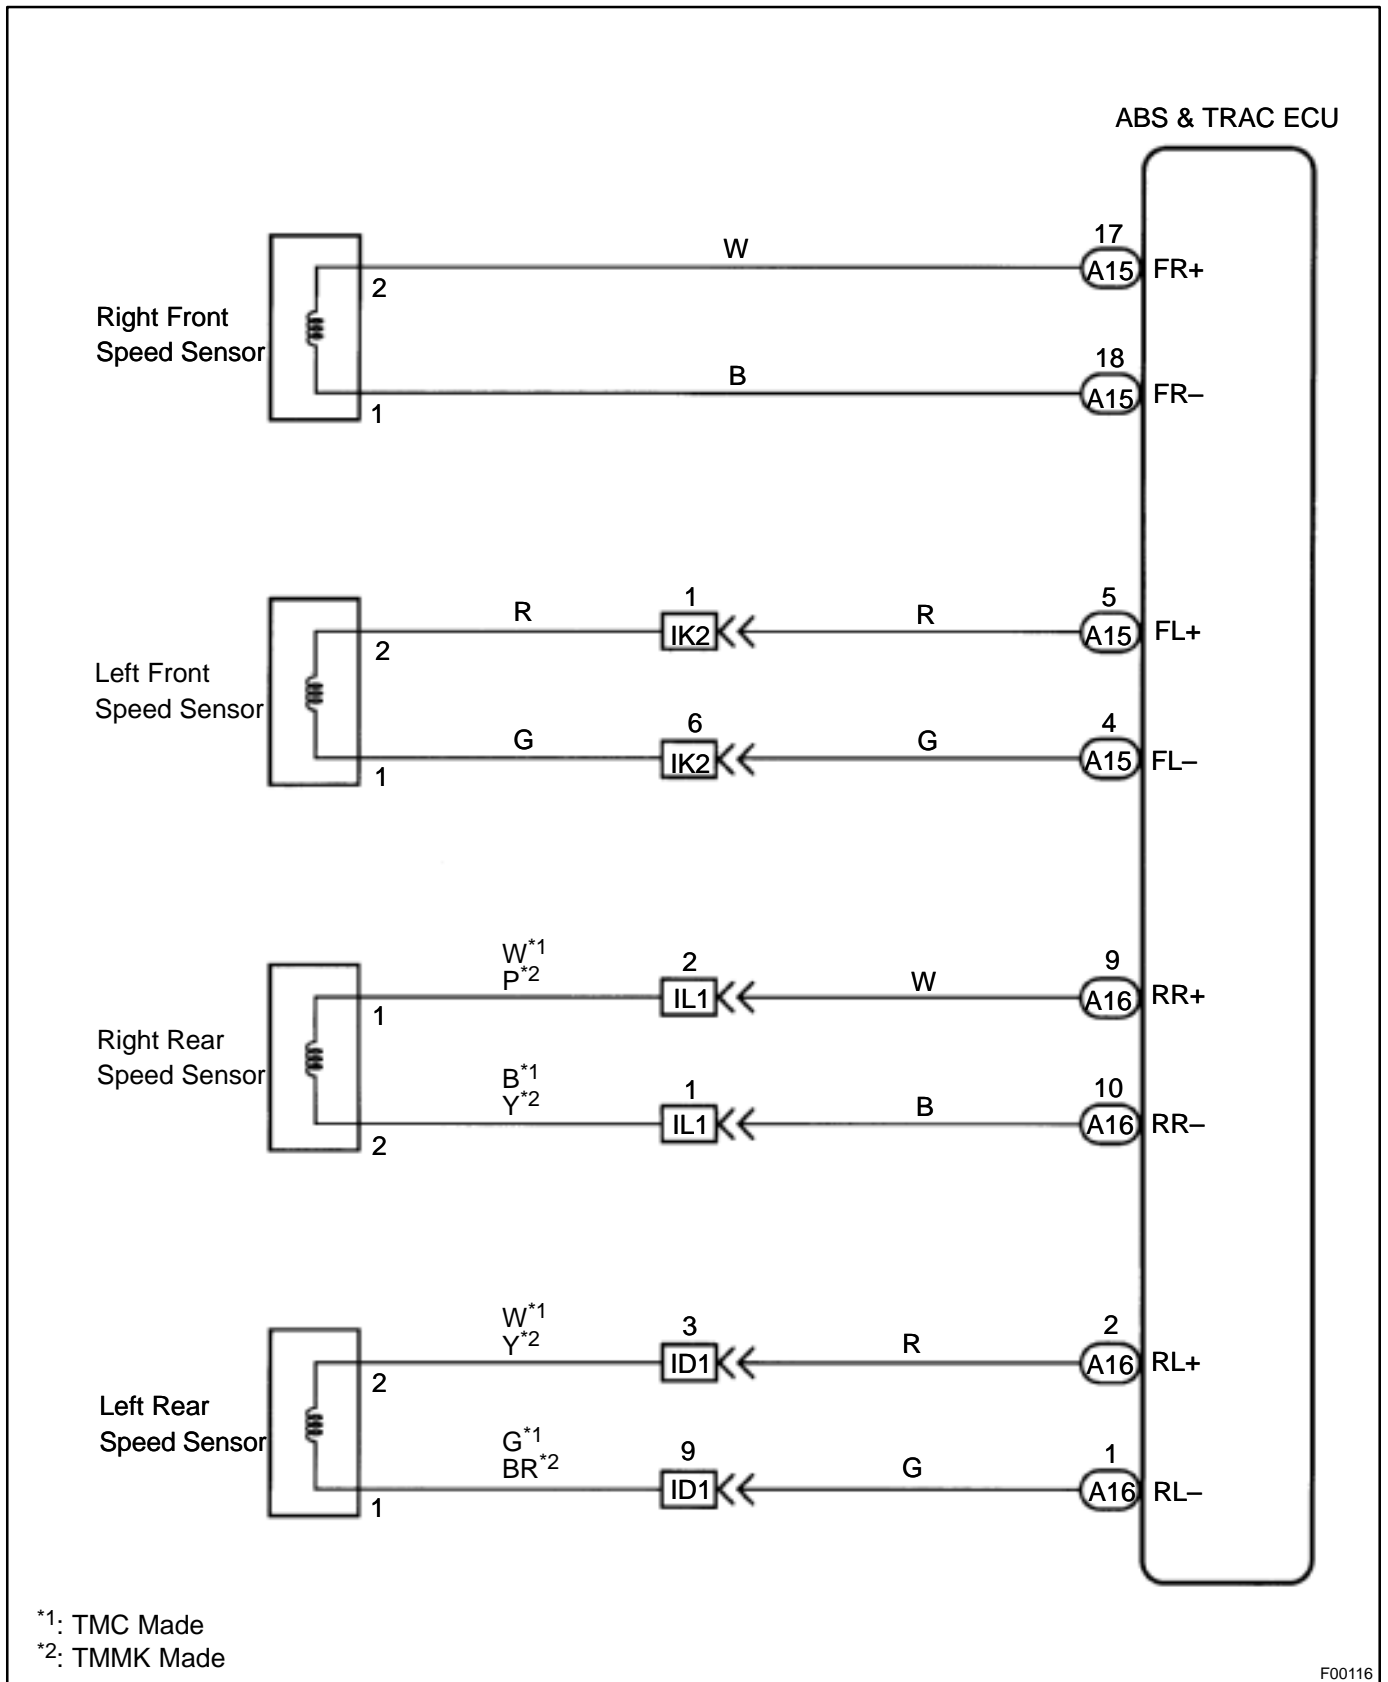 ABS & TRAC ECU
Right Front
Speed Sensor
2
W
17
A15
FR+
1
B
18
A15
FR–
Left Front
Speed Sensor
2
R
1
IK2
R
5
A15
FL+
1
G
6
IK2
G
4
A15
FL–
Right Rear
Speed Sensor
1
W*1
P*2
2
IL1
W
9
A16
RR+
2
B*1
Y*2
1
IL1
B
10
A16
RR–
Left Rear
Speed Sensor
2
W*1
Y*2
3
ID1
R
2
A16
RL+
1
G*1
BR*2
9
ID1
G
1
A16
RL–
*1: TMC Made
*2: TMMK Made
F00116